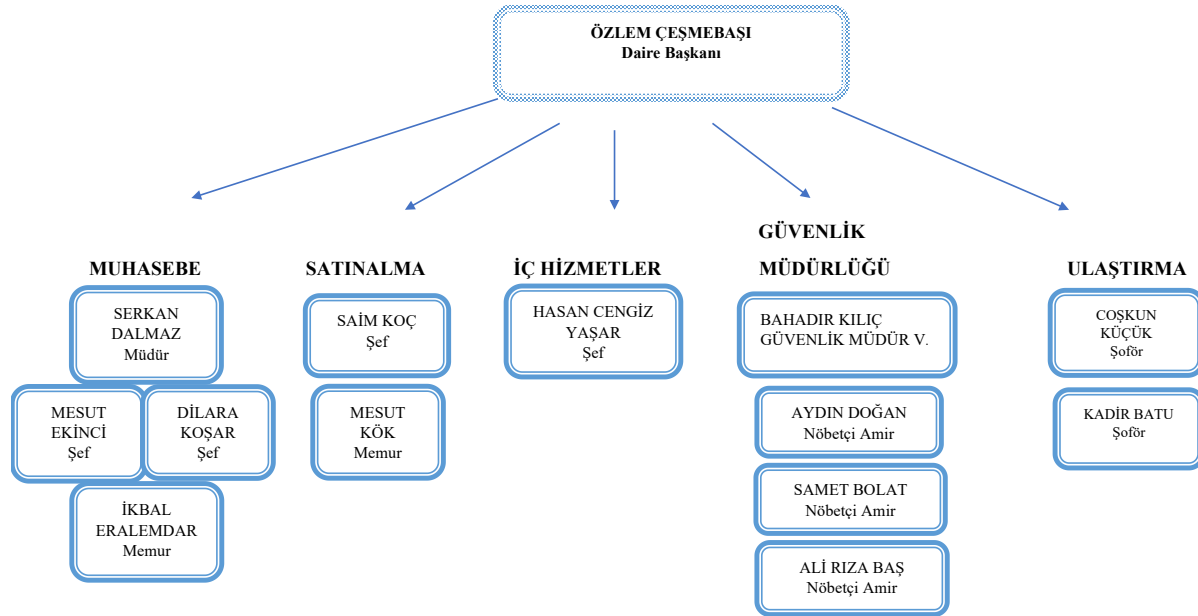 ÖZLEM ÇEŞMEBAŞI
Daire Başkanı
MUHASEBE
SERKAN
DALMAZ
Müdür
MESUT
EKİNCİ
Şef
DİLARA
KOŞAR
Şef
İKBAL
ERALEMDAR
Memur
SATINALMA
SAİM KOÇ
Şef
MESUT
KÖK
Memur
İÇ HİZMETLER
HASAN CENGİZ
YAŞAR
Şef
GÜVENLİK
MÜDÜRLÜĞÜ
BAHADIR KILIÇ
GÜVENLİK MÜDÜR V.
AYDIN DOĞAN
Nöbetçi Amir
SAMET BOLAT
Nöbetçi Amir
ALİ RIZA BAŞ
Nöbetçi Amir
ULAŞTIRMA
COŞKUN
KÜÇÜK
Şoför
KADİR BATU
Şoför